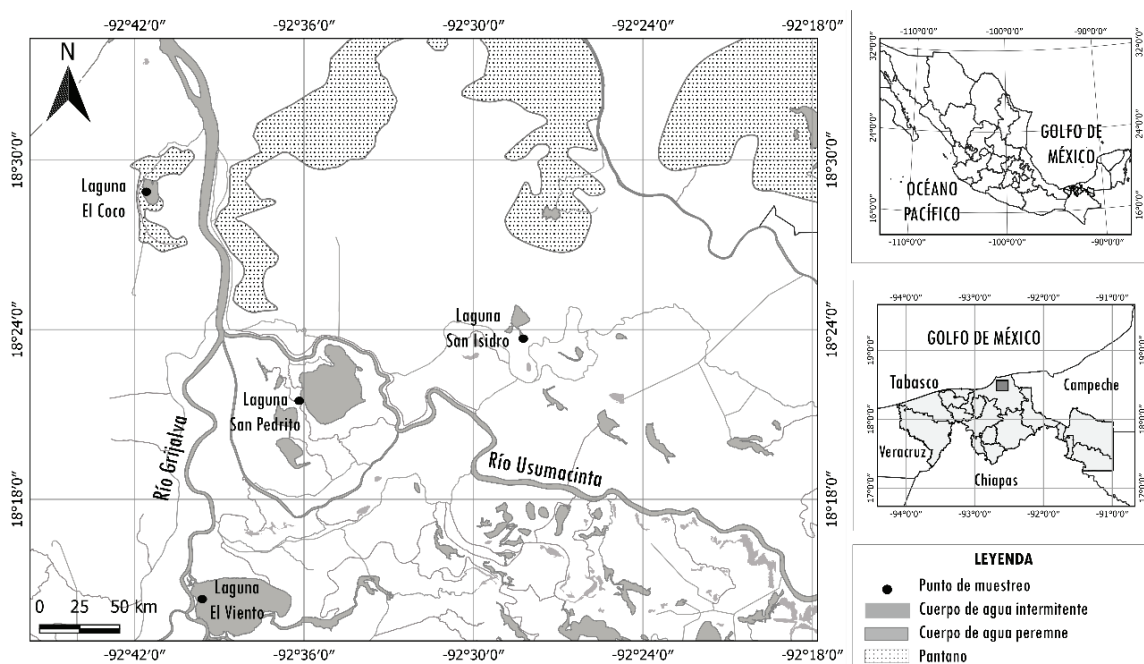 -92°42'0" -92°36'0" -92°30'0" -92°24'0" -92°18'0"
N
18°30'0"
18°30'0"
Laguna
El Coco
Laguna
San Isidro
18°24'0"
18°24'0"
Laguna
San Pedrito
Río Grijalva
Río Usumacinta
18°18'0"
18°18'0"
Laguna
El Viento
0 25 50 km
-92°42'0" -92°36'0" -92°30'0" -92°24'0" -92°18'0"
-110°0'0" -100°0'0" -90°0'0"
32°0'0"
32°0'0"
24°0'0"
24°0'0"
GOLFO DE
MÉXICO
OCÉANO
PACÍFICO
16°0'0"
16°0'0"
-110°0'0" -100°0'0" -90°0'0"
-94°0'0" -93°0'0" -92°0'0" -91°0'0"
GOLFO DE MÉXICO
19°0'0"
19°0'0"
Tabasco
Campeche
18°0'0"
18°0'0"
Veracruz
Chiapas
17°0'0"
17°0'0"
-94°0'0" -93°0'0" -92°0'0" -91°0'0"
LEYENDA
Punto de muestreo
Cuerpo de agua intermitente
Cuerpo de agua peremne
Pantano